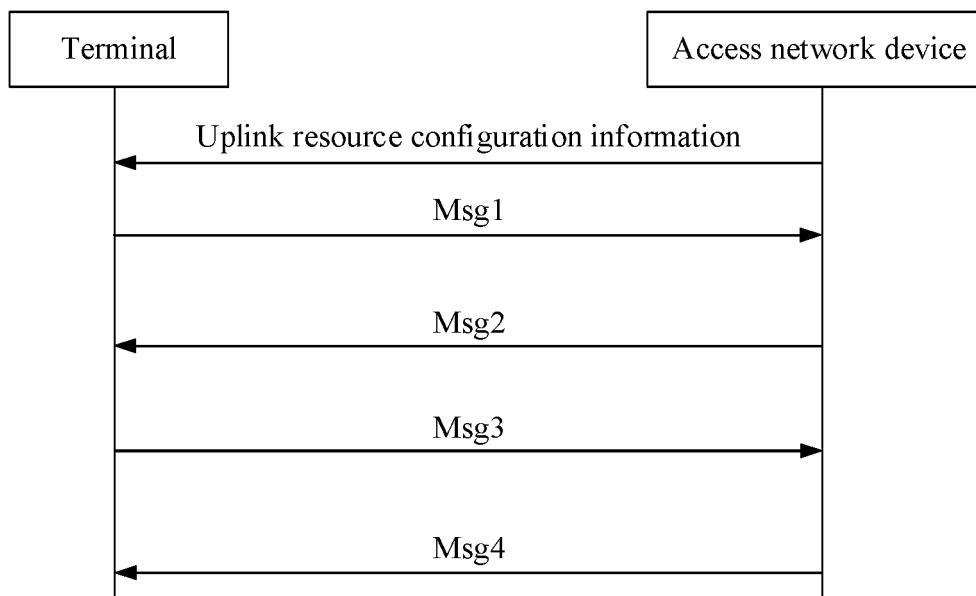 Terminal
Access network device
Uplink resource configuration information
Msg1
Msg2
Msg3
Msg4